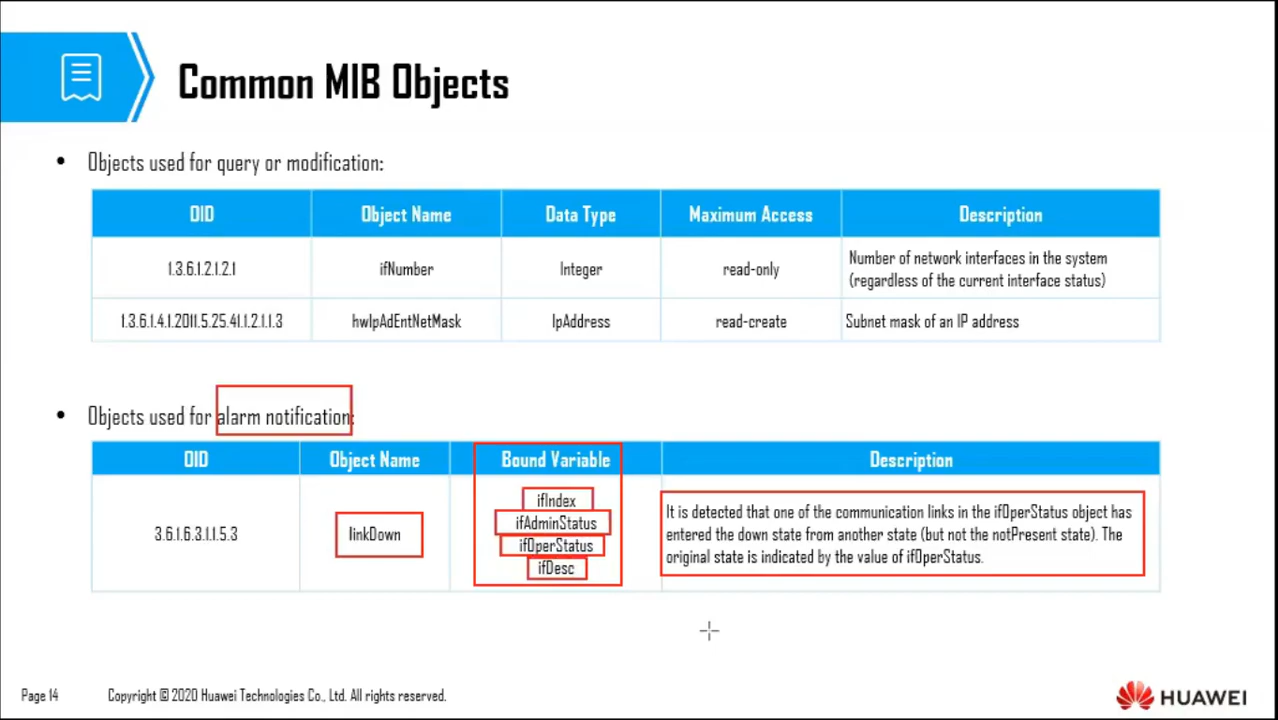 Common MIB Objects
• Objects used for query or modification:
OID Object Name Data Type Maximum Access Description
1.3.6.1.2.1.2.1 ifNumber Integer read-only Number of network interfaces in the system
(regardless of the current interface status)
1.3.6.1.4.1.2011.5.25.41.1.2.1.1.3 hwIpAdEntNetMask IpAddress read-create Subnet mask of an IP address
• Objects used for alarm notification:
OID Object Name Bound Variable Description
3.6.1.6.3.1.1.5.3 linkDown
ifIndex
ifAdminStatus
ifOperStatus
ifDesc
It is detected that one of the communication links in the ifOperStatus object has
entered the down state from another state (but not the notPresent state). The
original state is indicated by the value of ifOperStatus.
Page 14 Copyright © 2020 Huawei Technologies Co., Ltd. All rights reserved.
HUAWEI